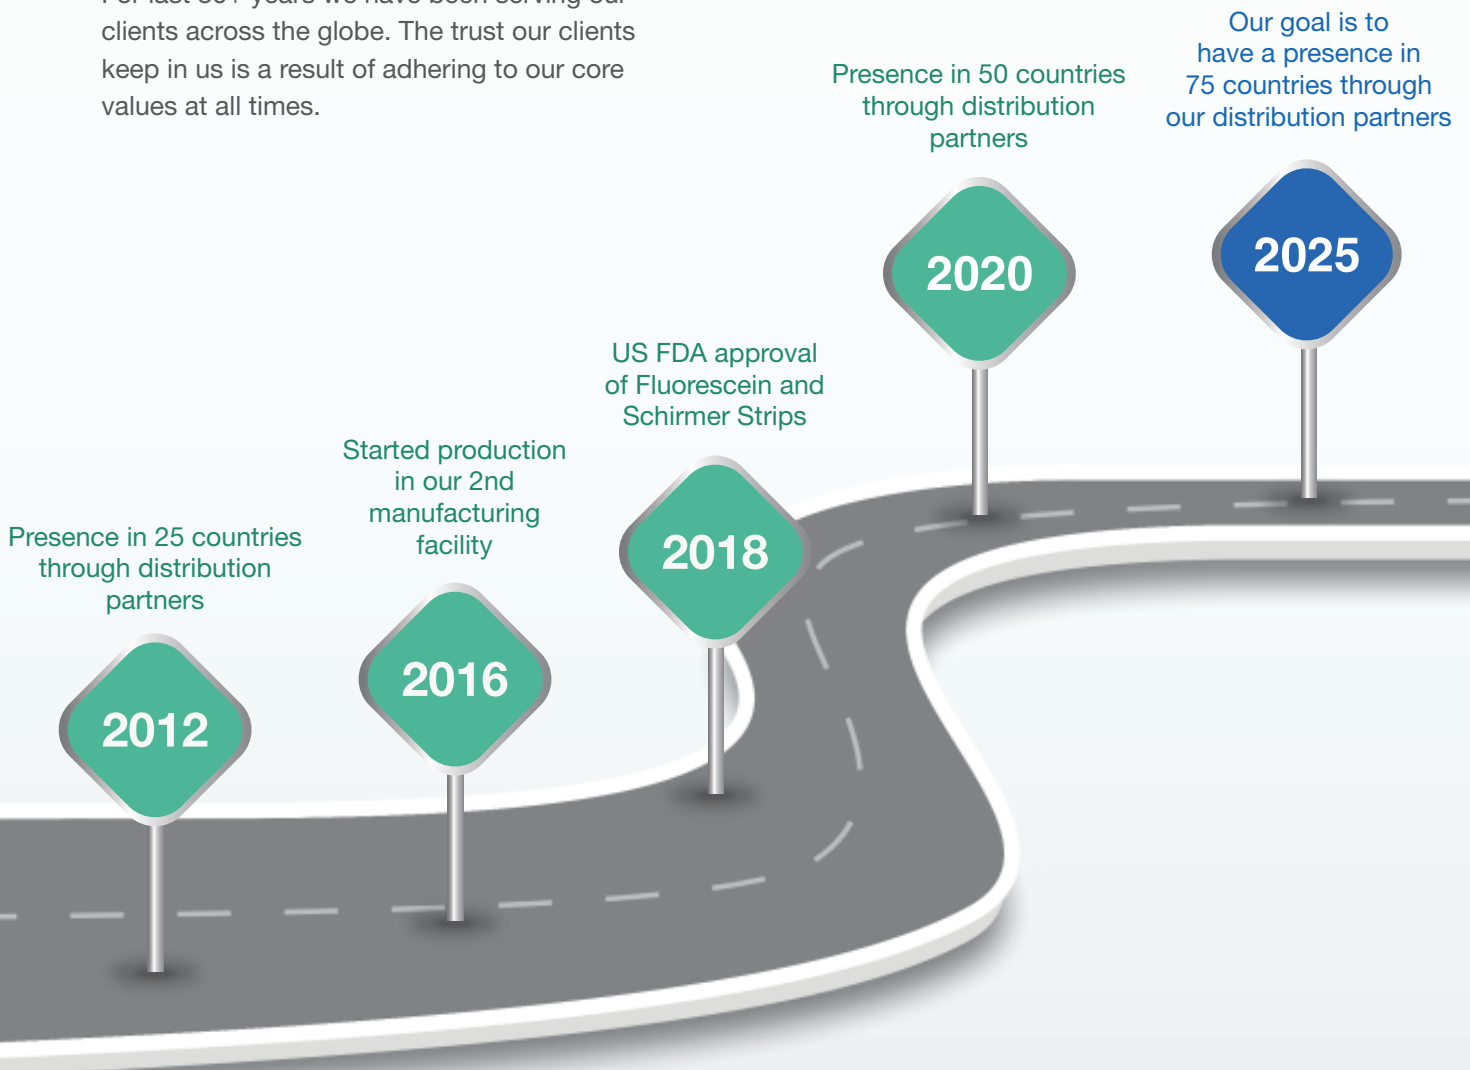 clients across the globe. The trust our clients
keep in us is a result of adhering to our core
values at all times.
Presence in 25 countries
through distribution
partners
2012
Started production
in our 2nd
manufacturing
facility
2016
US FDA approval
of Fluorescein and
Schirmer Strips
2018
Presence in 50 countries
through distribution
partners
2020
Our goal is to
have a presence in
75 countries through
our distribution partners
2025